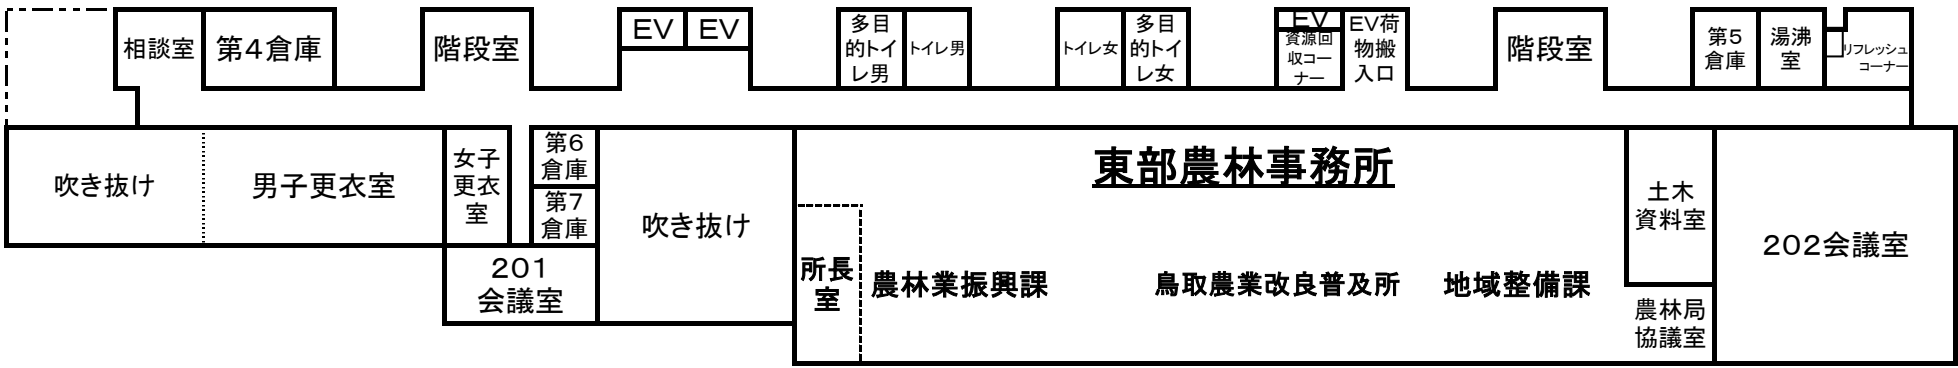 相談室
第4倉庫
階段室
EV
EV
多目
的トイ
レ男
トイレ男
トイレ女
多目
的トイ
レ女
EV
資源回
収コー
ナー
EV荷
物搬
入口
階段室
第5
倉庫
湯沸
室
リフレッシュ
コーナー
吹き抜け
男子更衣室
女子
更衣
室
第6
倉庫
第7
倉庫
201
会議室
吹き抜け
東部農林事務所
所長
室
農林業振興課
鳥取農業改良普及所
地域整備課
土木
資料室
農林局
協議室
202会議室